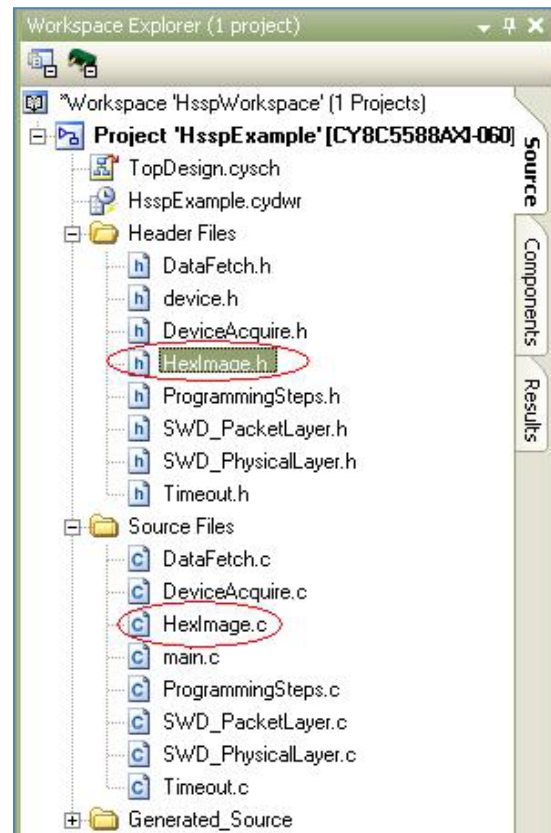 Workspace Explorer (1 project)
"Workspace 'HsspWorkspace' (1 Projects)
Project 'HsspExample' [CY8C5588AXI-060]
TopDesign.cysch
HsspExample.cydwr
Header Files
DataFetch.h
device.h
DeviceAcquire.h
HexImage.h
ProgrammingSteps.h
SWD_PacketLayer.h
SWD_PhysicalLayer.h
Timeout.h
Source Files
DataFetch.c
DeviceAcquire.c
HexImage.c
main.c
ProgrammingSteps.c
SWD_PacketLayer.c
SWD_PhysicalLayer.c
Timeout.c
Generated_Source
Source
Components
Results